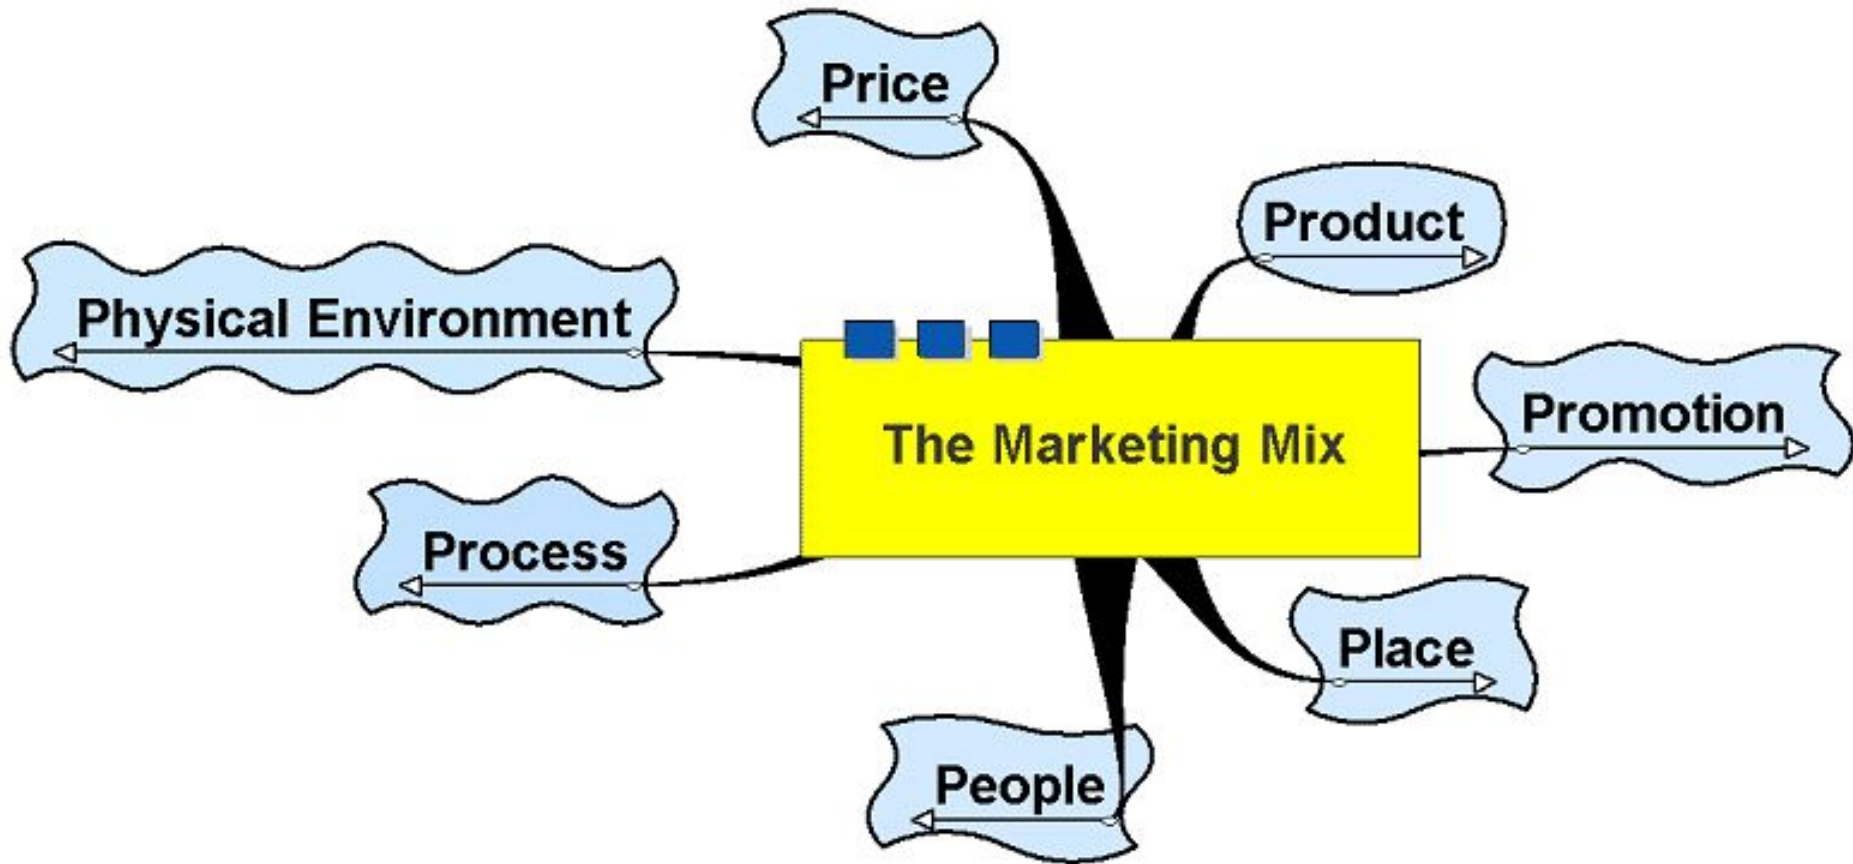 Price
Product
Physical Environment
The Marketing Mix
Promotion
Process
Place
People